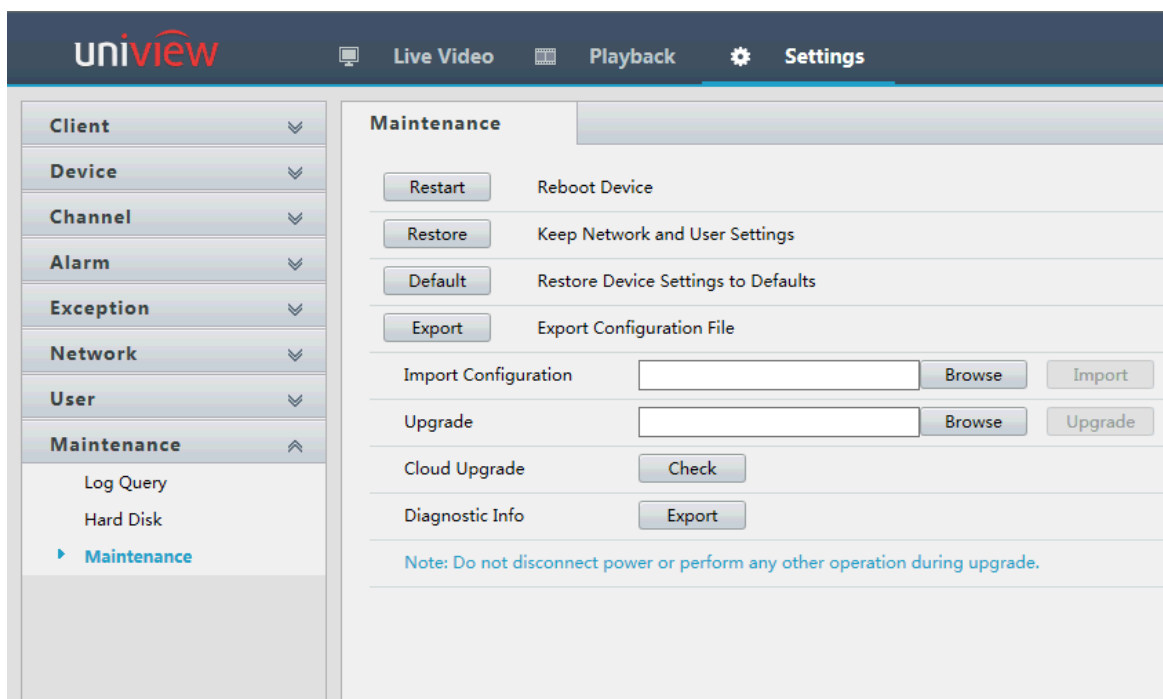 uniview
Live Video Playback Settings
Client
Device
Channel
Alarm
Exception
Network
User
Maintenance
Log Query
Hard Disk
Maintenance
Maintenance
Restart Reboot Device
Restore Keep Network and User Settings
Default Restore Device Settings to Defaults
Export Export Configuration File
Import Configuration Browse Import
Upgrade Browse Upgrade
Cloud Upgrade Check
Diagnostic Info Export
Note: Do not disconnect power or perform any other operation during upgrade.